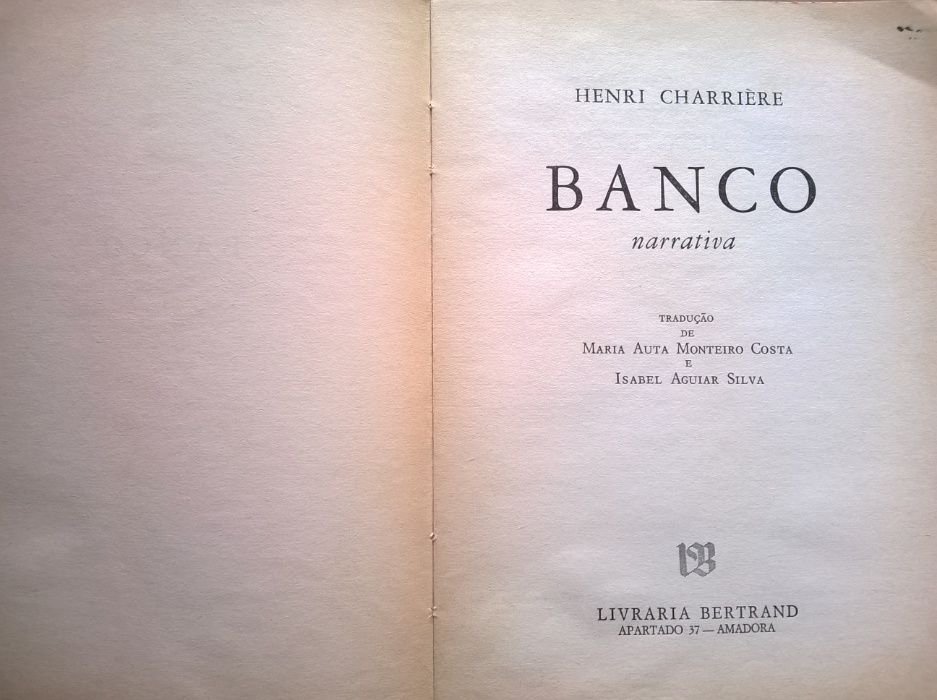 HENRI CHARRIÈRE
BANCO
narrativa
TRADUÇÃO
DE
MARIA AUTA MONTEIRO COSTA
E
ISABEL AGUIAR SILVA
LIVRARIA BERTRAND
APARTADO 37 — AMADORA